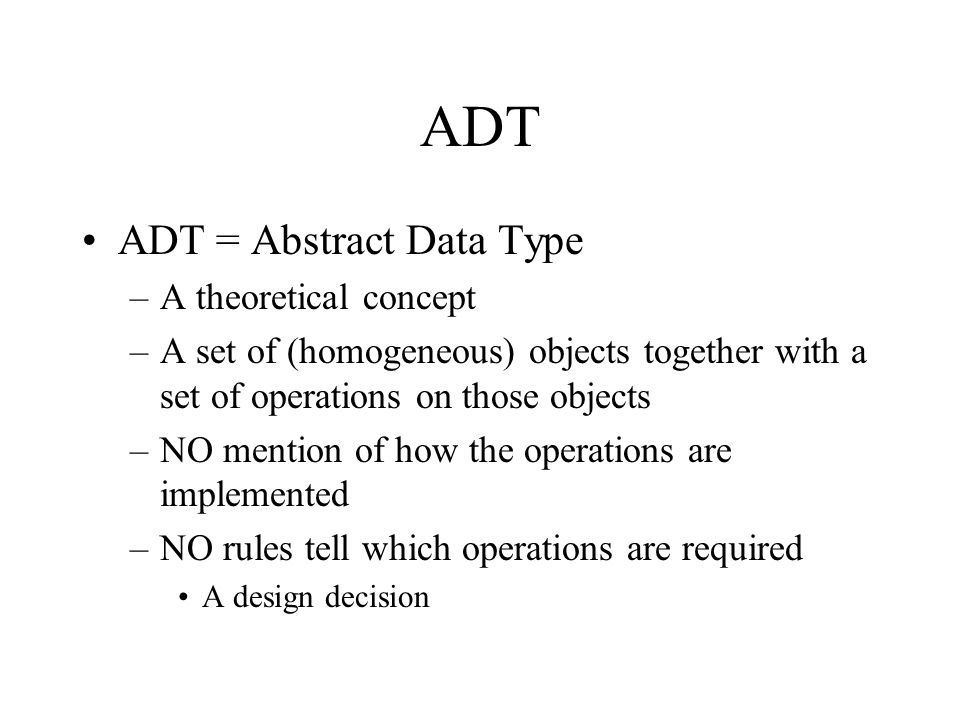 ADT
• ADT = Abstract Data Type
– A theoretical concept
– A set of (homogeneous) objects together with a
set of operations on those objects
– NO mention of how the operations are
implemented
– NO rules tell which operations are required
• A design decision